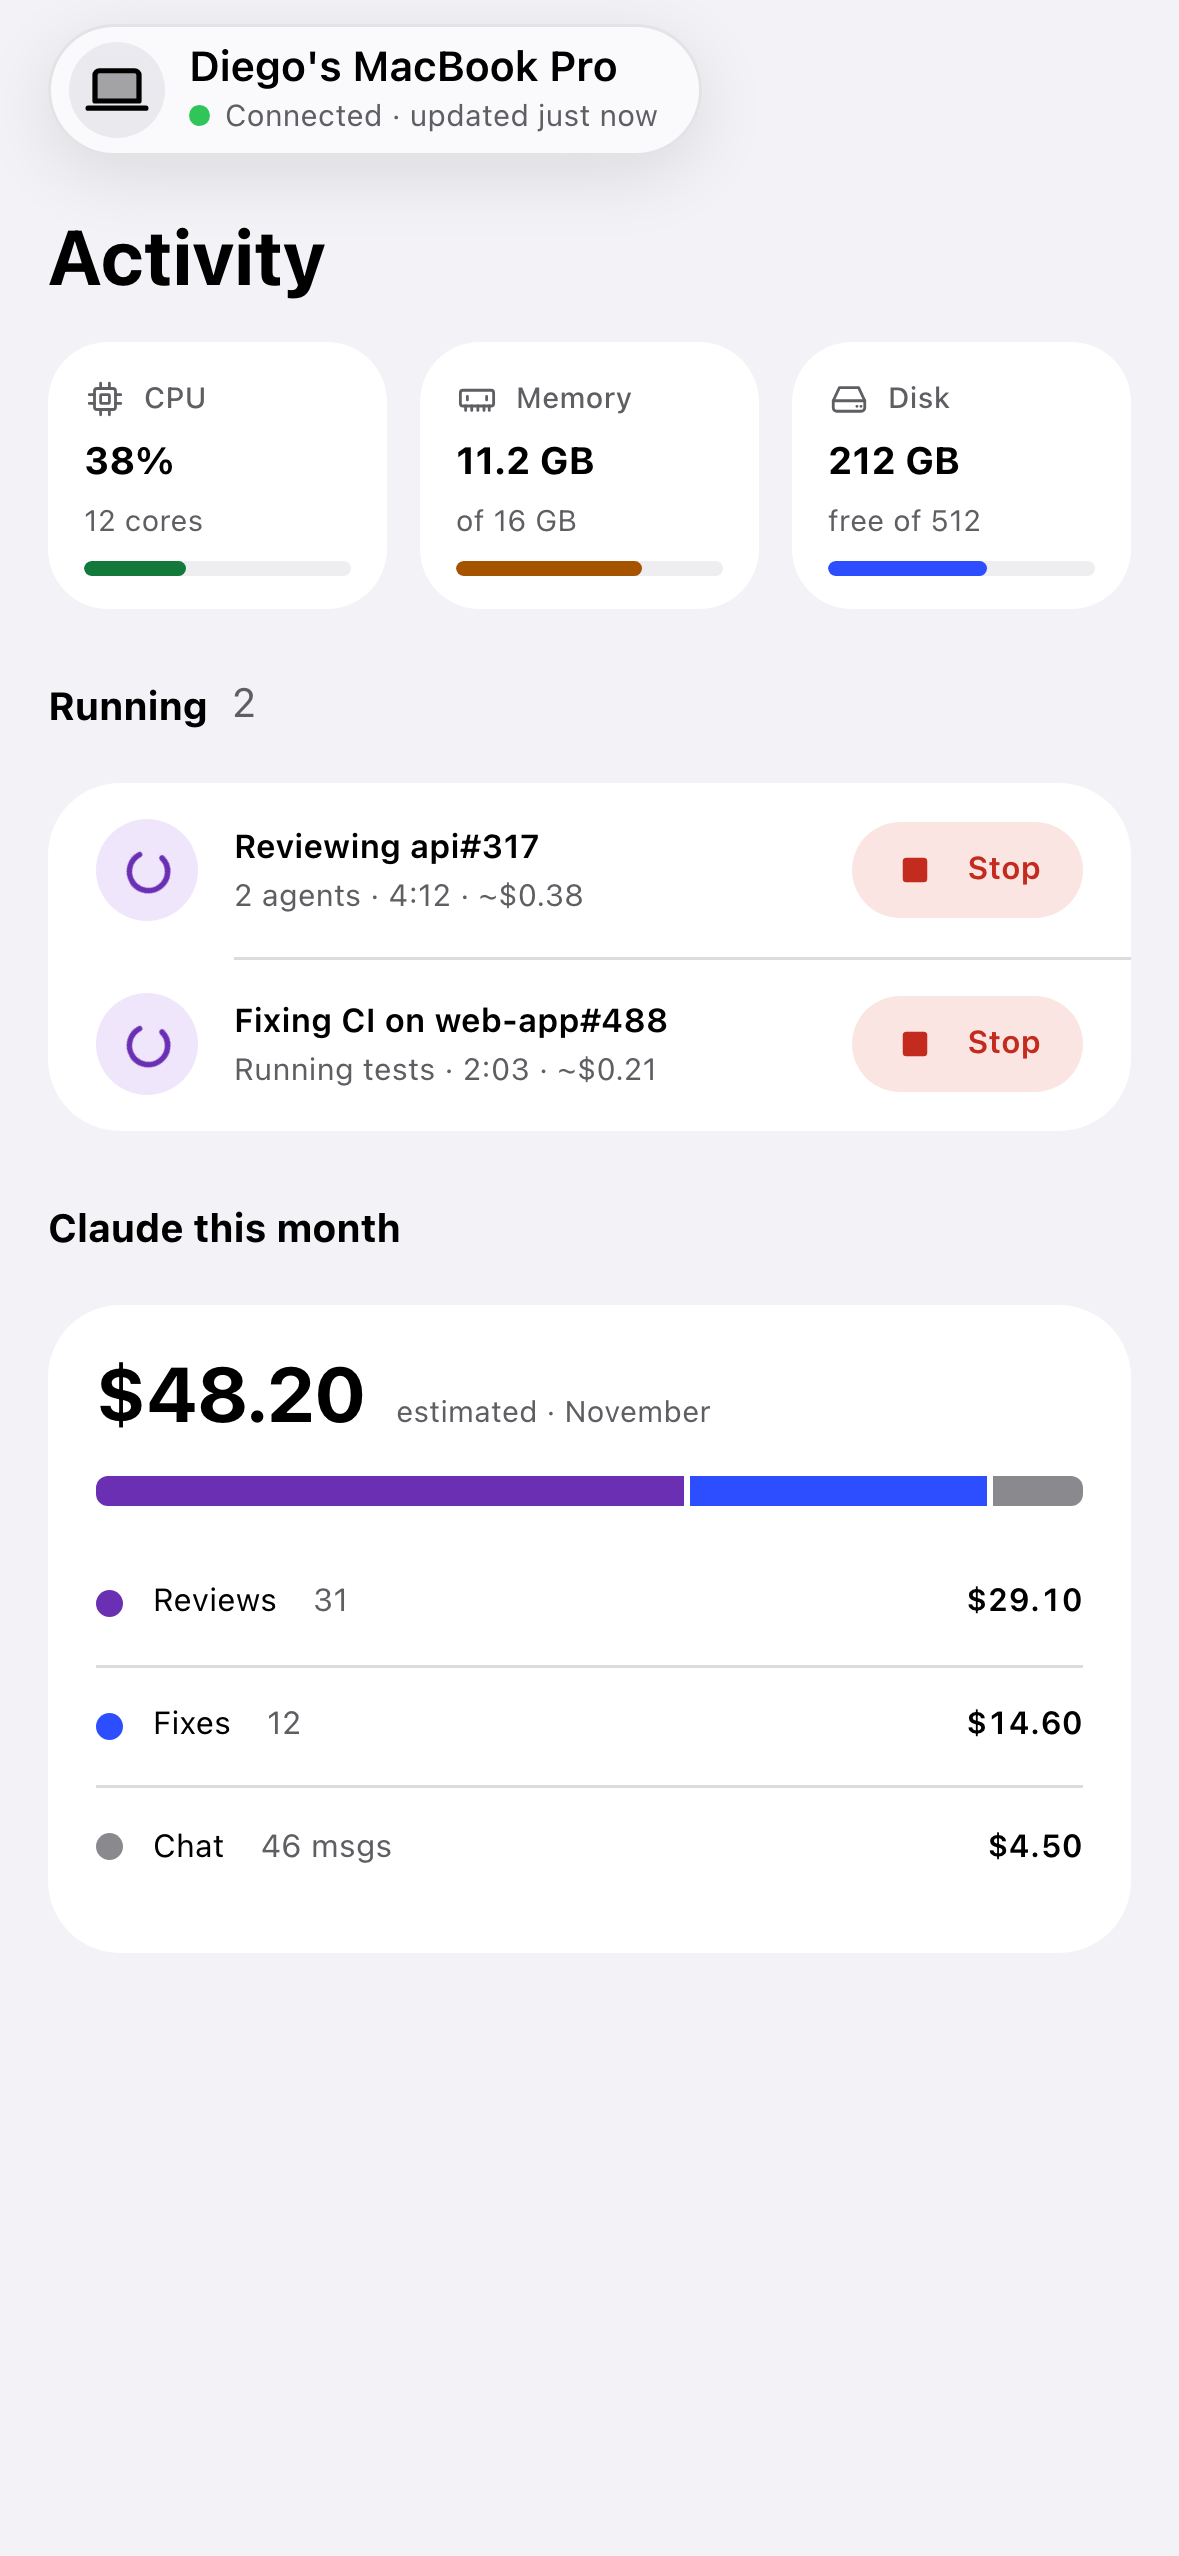 Diego's MacBook Pro
Connected · updated just now
Activity
CPU
38%
12 cores
Memory
11.2 GB
of 16 GB
Disk
212 GB
free of 512
Running 2
Reviewing api#317
2 agents · 4:12 · ~$0.38
Stop
Fixing CI on web-app#488
Running tests · 2:03 · ~$0.21
Stop
Claude this month
$48.20 estimated · November
Reviews 31 $29.10
Fixes 12 $14.60
Chat 46 msgs $4.50